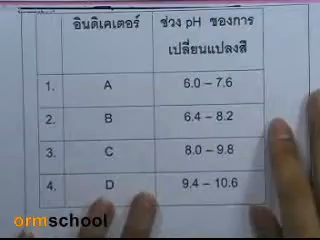 อินดิเคเตอร์ ช่วง pH ของการ
เปลี่ยนแปลงสี
1. A 6.0 – 7.6
2. B 6.4 – 8.2
3. C 8.0 – 9.8
4. D 9.4 – 10.6
ormschool